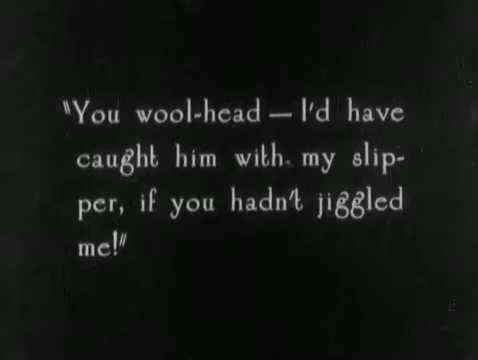 "You wool-head — I'd have
caught him with my slip-
per, if you hadn't jiggled
me!"